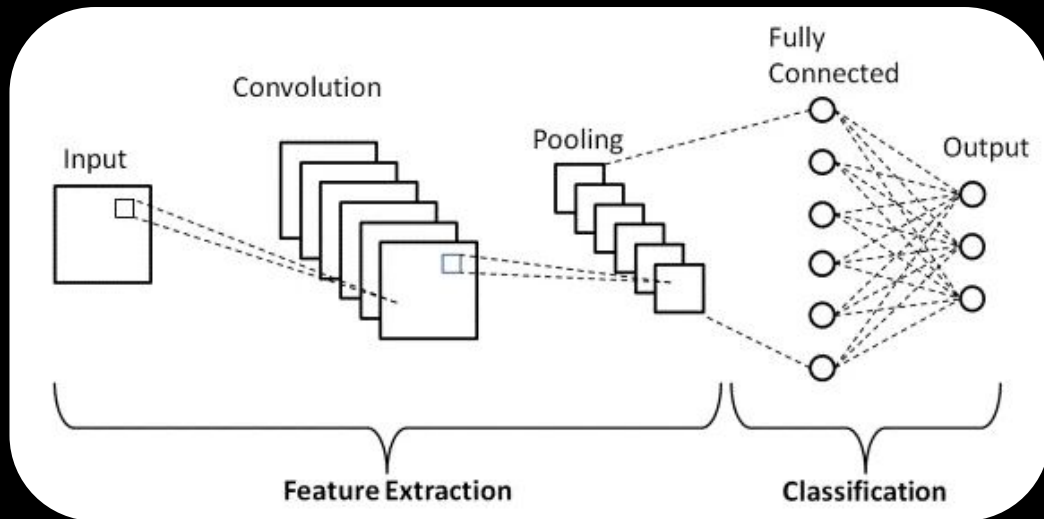 Input
Convolution
Pooling
Fully
Connected
Output
Feature Extraction
Classification